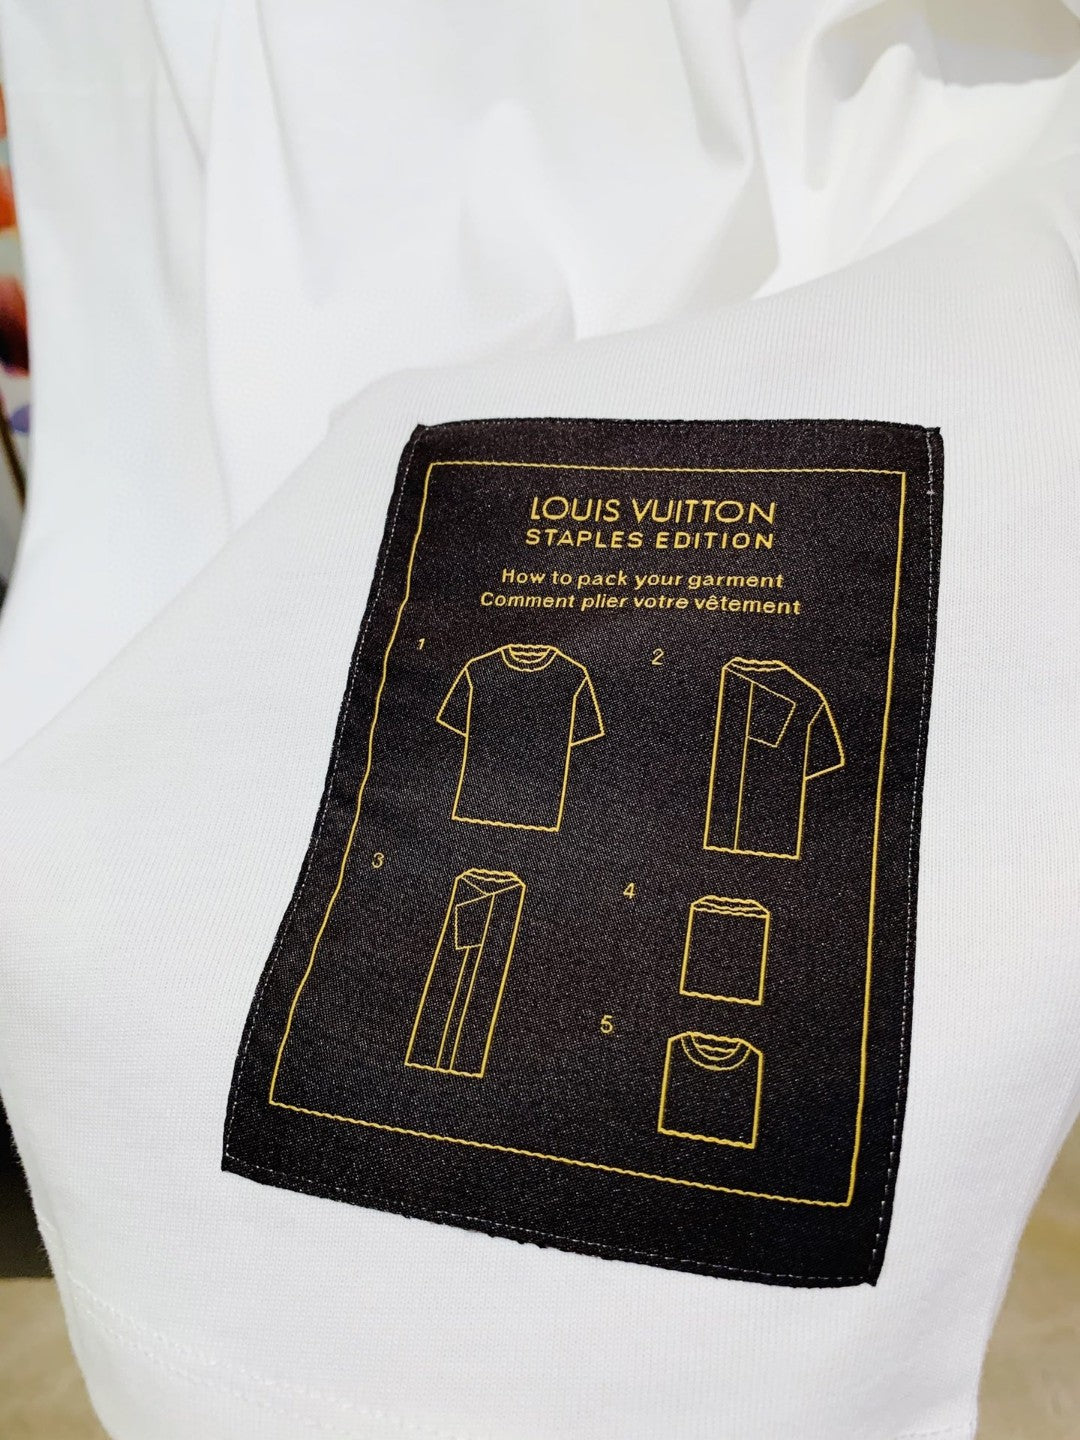 LOUIS VUITTON
STAPLES EDITION
How to pack your garment
Comment plier votre vêtement
1
2
3
4
5